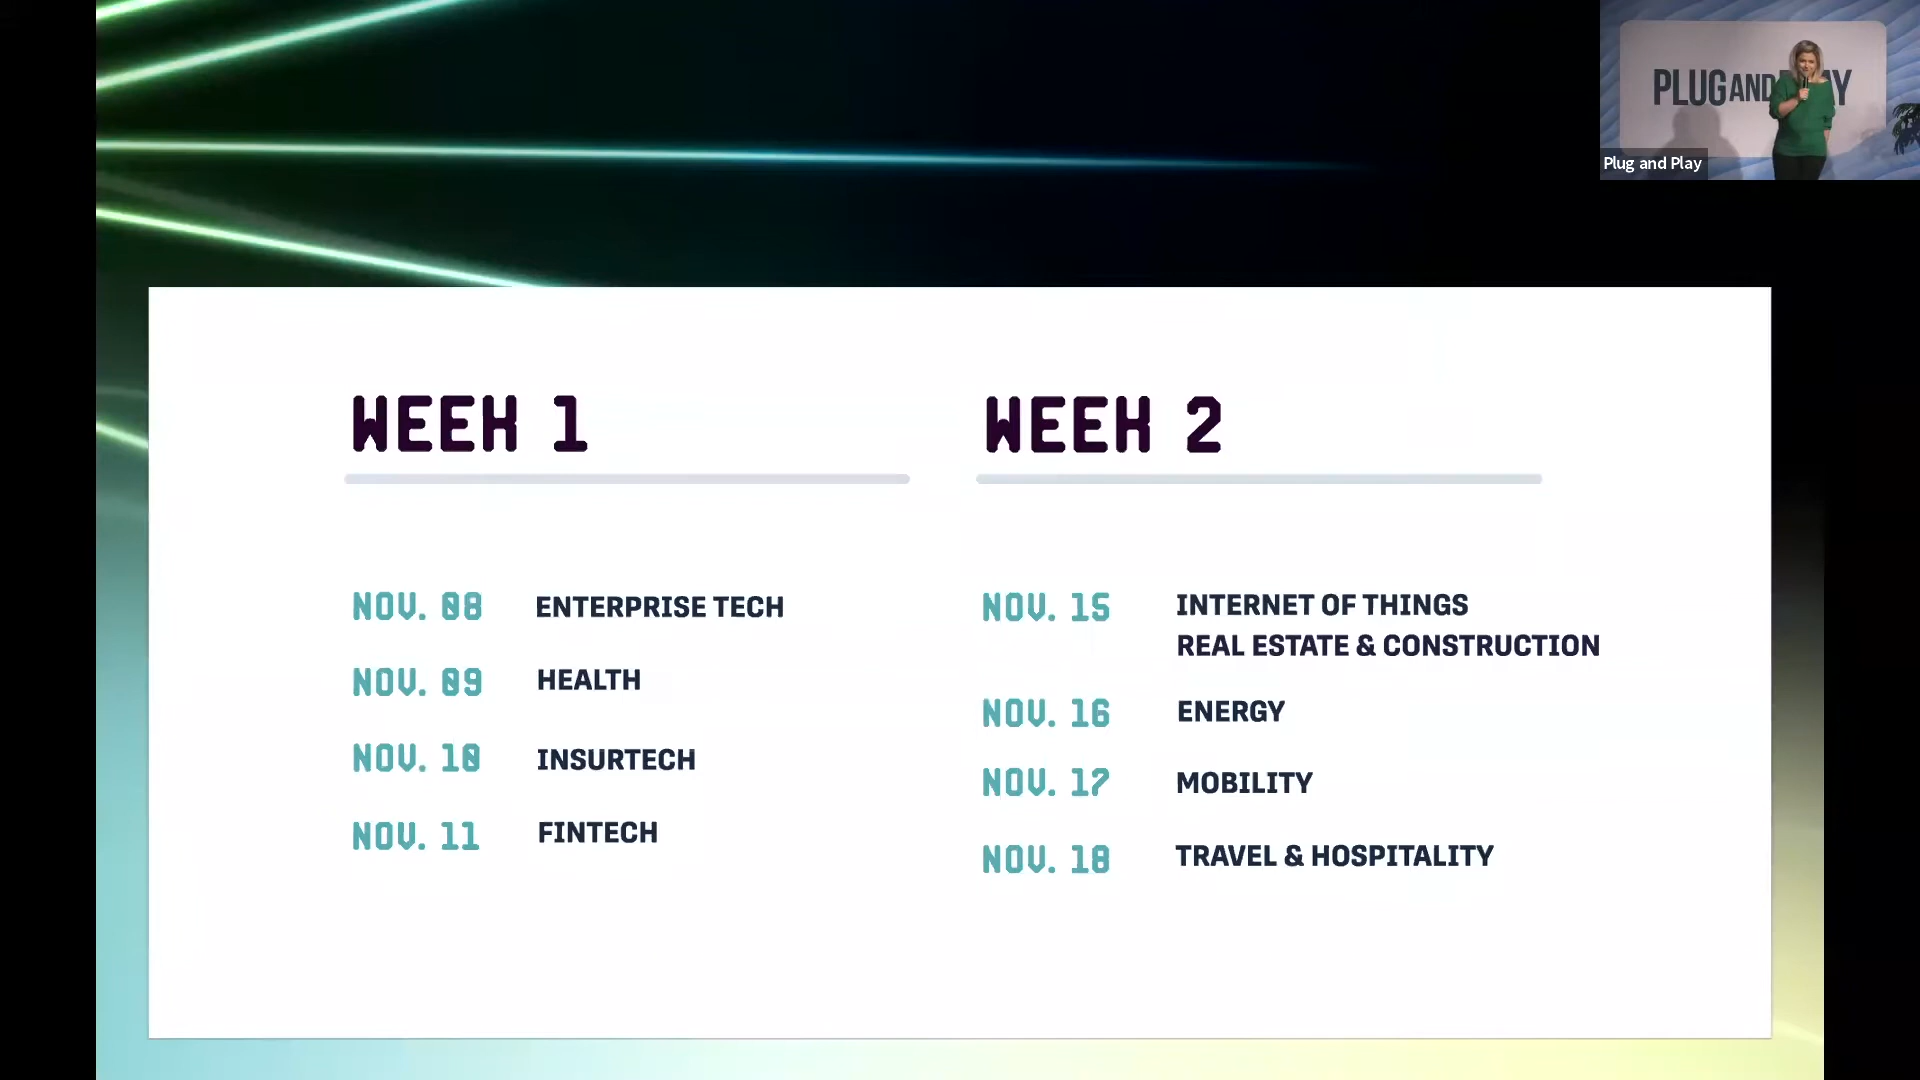 PLUG AND
Plug and Play
WEEK 1
NOV. 08 ENTERPRISE TECH
NOV. 09 HEALTH
NOV. 10 INSURTECH
NOV. 11 FINTECH
WEEK 2
NOV. 15 INTERNET OF THINGS
REAL ESTATE & CONSTRUCTION
NOV. 16 ENERGY
NOV. 17 MOBILITY
NOV. 18 TRAVEL & HOSPITALITY